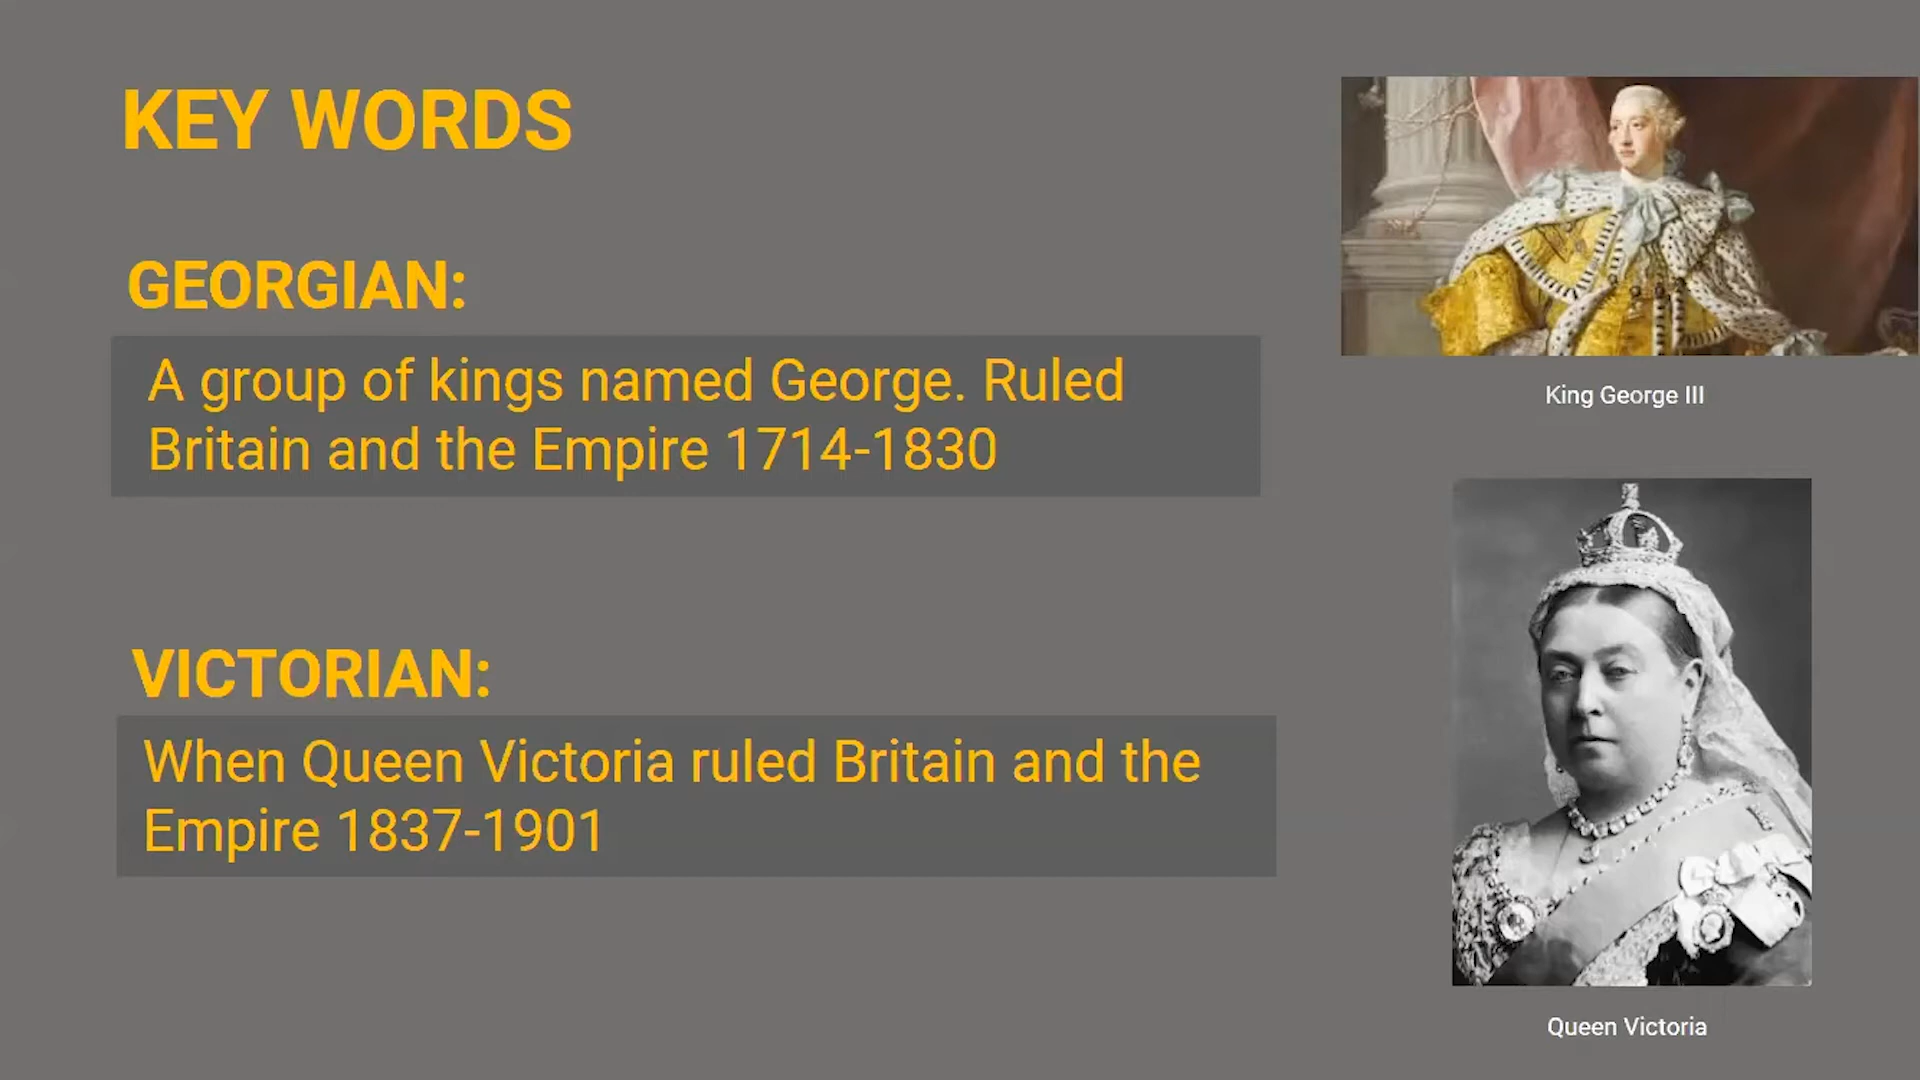 KEY WORDS
GEORGIAN:
A group of kings named George. Ruled
Britain and the Empire 1714-1830
King George III
VICTORIAN:
When Queen Victoria ruled Britain and the
Empire 1837-1901
Queen Victoria